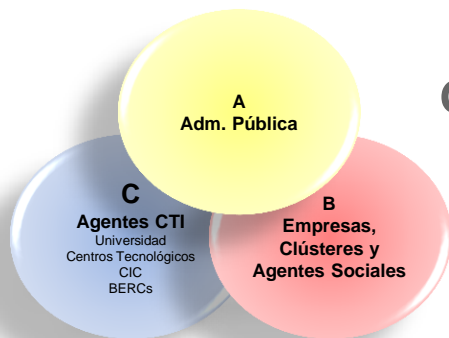 A
Adm. Pública
C
Agentes CTI
Universidad
Centros Tecnológicos
CIC
BERCs
B
Empresas,
Clústeres y
Agentes Sociales